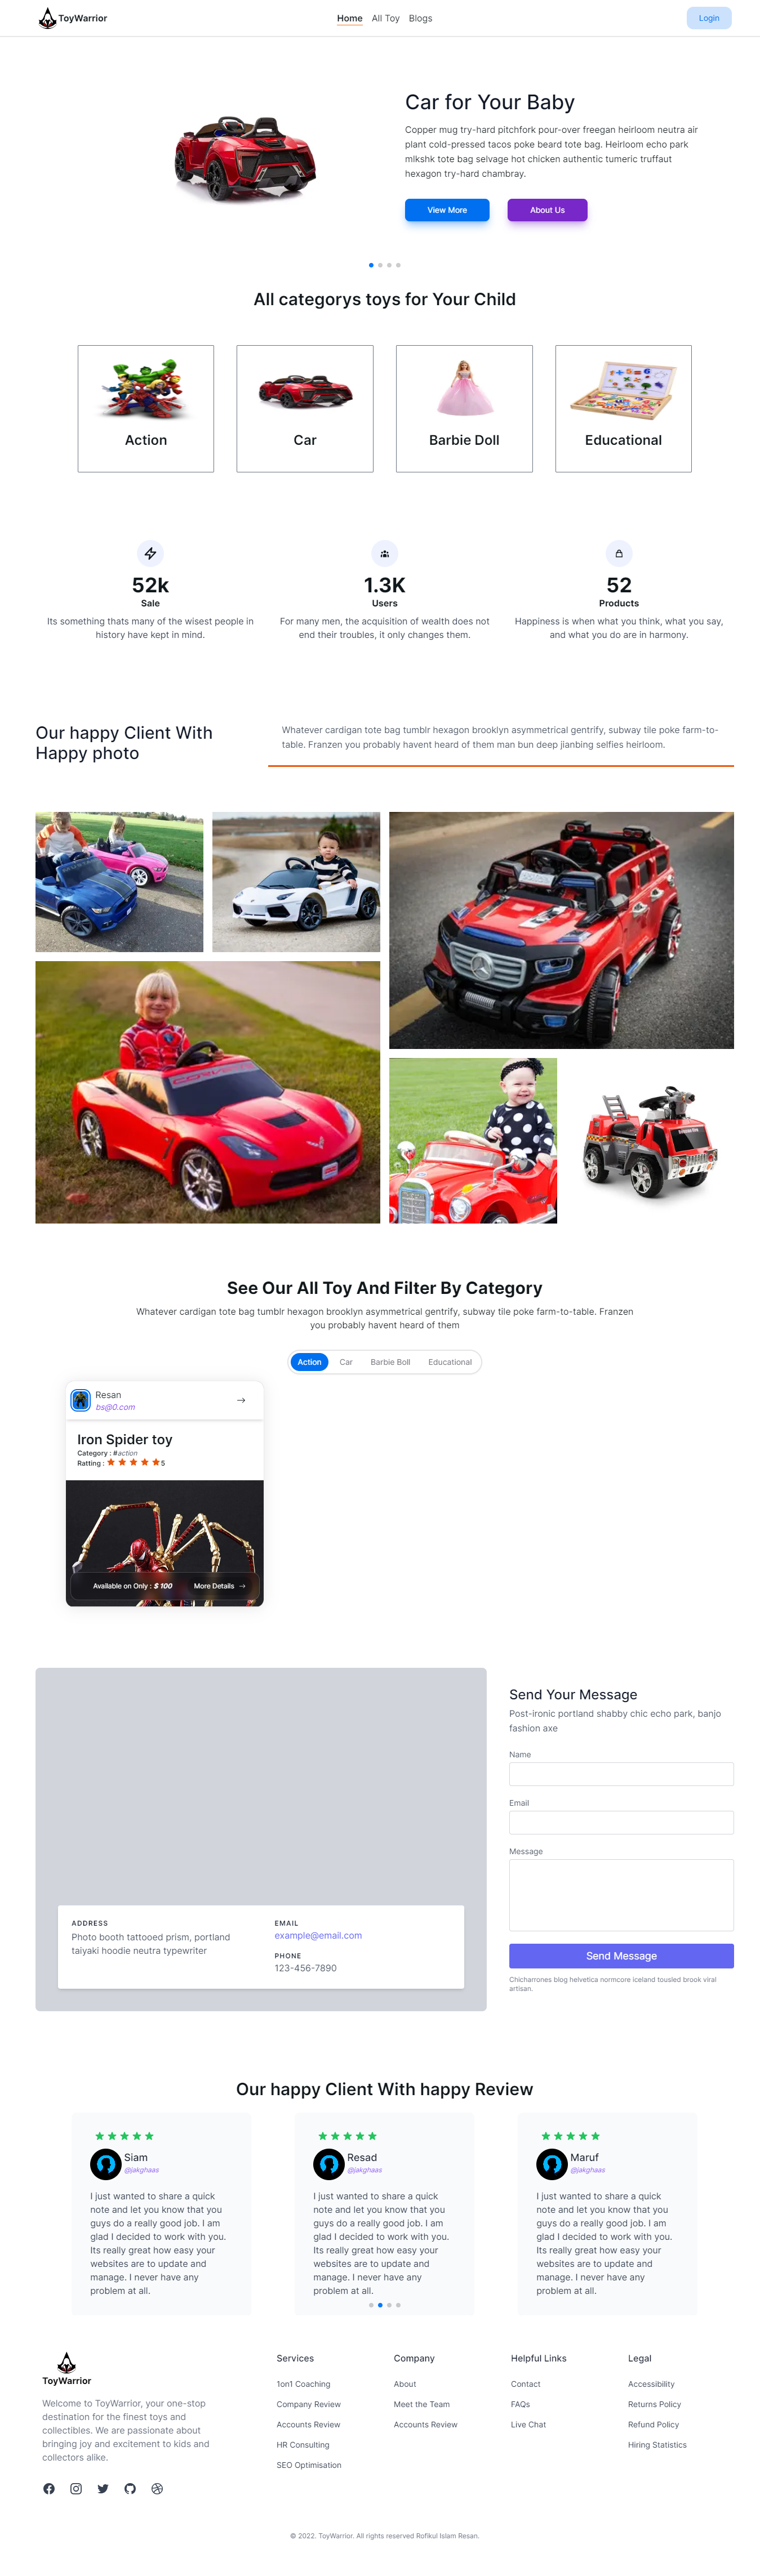 ToyWarrior
Home All Toy Blogs
Login
Car for Your Baby
Copper mug try-hard pitchfork pour-over freegan heirloom neutra air
plant cold-pressed tacos poke beard tote bag. Heirloom echo park
mlkshk tote bag selvage hot chicken authentic tumeric truffaut
hexagon try-hard chambray.
View More
About Us
All categorys toys for Your Child
Action
Car
Barbie Doll
Educational
52k
Sale
Its something thats many of the wisest people in
history have kept in mind.
1.3K
Users
For many men, the acquisition of wealth does not
end their troubles, it only changes them.
52
Products
Happiness is when what you think, what you say,
and what you do are in harmony.
Our happy Client With
Happy photo
Whatever cardigan tote bag tumblr hexagon brooklyn asymmetrical gentrify, subway tile poke farm-to-
table. Franzen you probably havent heard of them man bun deep jianbing selfies heirloom.
See Our All Toy And Filter By Category
Whatever cardigan tote bag tumblr hexagon brooklyn asymmetrical gentrify, subway tile poke farm-to-table. Franzen
you probably havent heard of them
Action Car Barbie Boll Educational
Resan
bs@0.com
Iron Spider toy
Category : #action
Ratting : 5
Available on Only : $ 100
More Details
ADDRESS
Photo booth tattooed prism, portland
taiyaki hoodie neutra typewriter
EMAIL
example@email.com
PHONE
123-456-7890
Send Your Message
Post-ironic portland shabby chic echo park, banjo
fashion axe
Name
Email
Message
Send Message
Chicharrones blog helvetica normcore iceland tousled brook viral
artisan.
Our happy Client With happy Review
Siam
@jakghaas
I just wanted to share a quick
note and let you know that you
guys do a really good job. I am
glad I decided to work with you.
Its really great how easy your
websites are to update and
manage. I never have any
problem at all.
Resad
@jakghaas
I just wanted to share a quick
note and let you know that you
guys do a really good job. I am
glad I decided to work with you.
Its really great how easy your
websites are to update and
manage. I never have any
problem at all.
Maruf
@jakghaas
I just wanted to share a quick
note and let you know that you
guys do a really good job. I am
glad I decided to work with you.
Its really great how easy your
websites are to update and
manage. I never have any
problem at all.
ToyWarrior
Welcome to ToyWarrior, your one-stop
destination for the finest toys and
collectibles. We are passionate about
bringing joy and excitement to kids and
collectors alike.
Services
1on1 Coaching
Company Review
Accounts Review
HR Consulting
SEO Optimisation
Company
About
Meet the Team
Accounts Review
Helpful Links
Contact
FAQs
Live Chat
Legal
Accessibility
Returns Policy
Refund Policy
Hiring Statistics
© 2022. ToyWarrior. All rights reserved Rofikul Islam Resan.